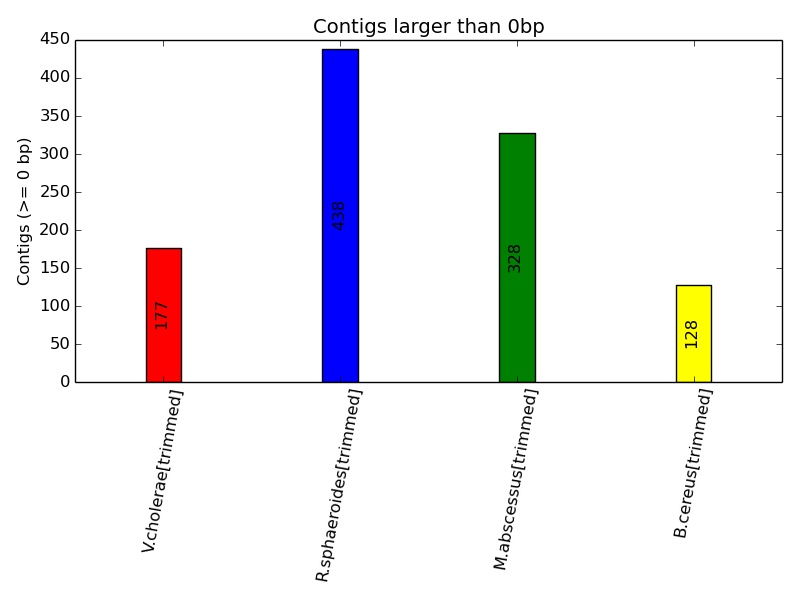 Contigs larger than 0bp
Contigs (>= 0 bp)
450
400
350
300
250
200
150
100
50
0
177
438
328
128
V.cholerae[trimmed]
R.sphaeroides[trimmed]
M.abscessus[trimmed]
B.cereus[trimmed]